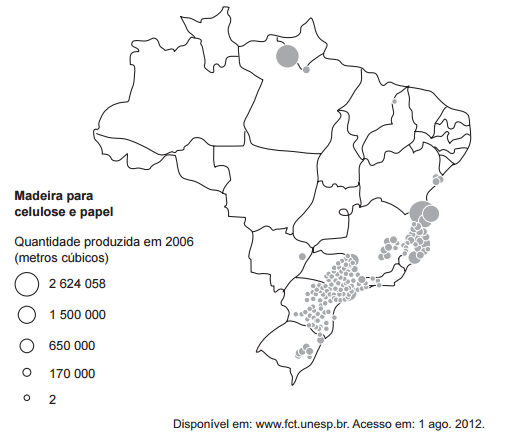 Madeira para
celulose e papel
Quantidade produzida em 2006
(metros cúbicos)
2 624 058
1 500 000
650 000
170 000
2
Disponível em: www.fct.unesp.br. Acesso em: 1 ago. 2012.